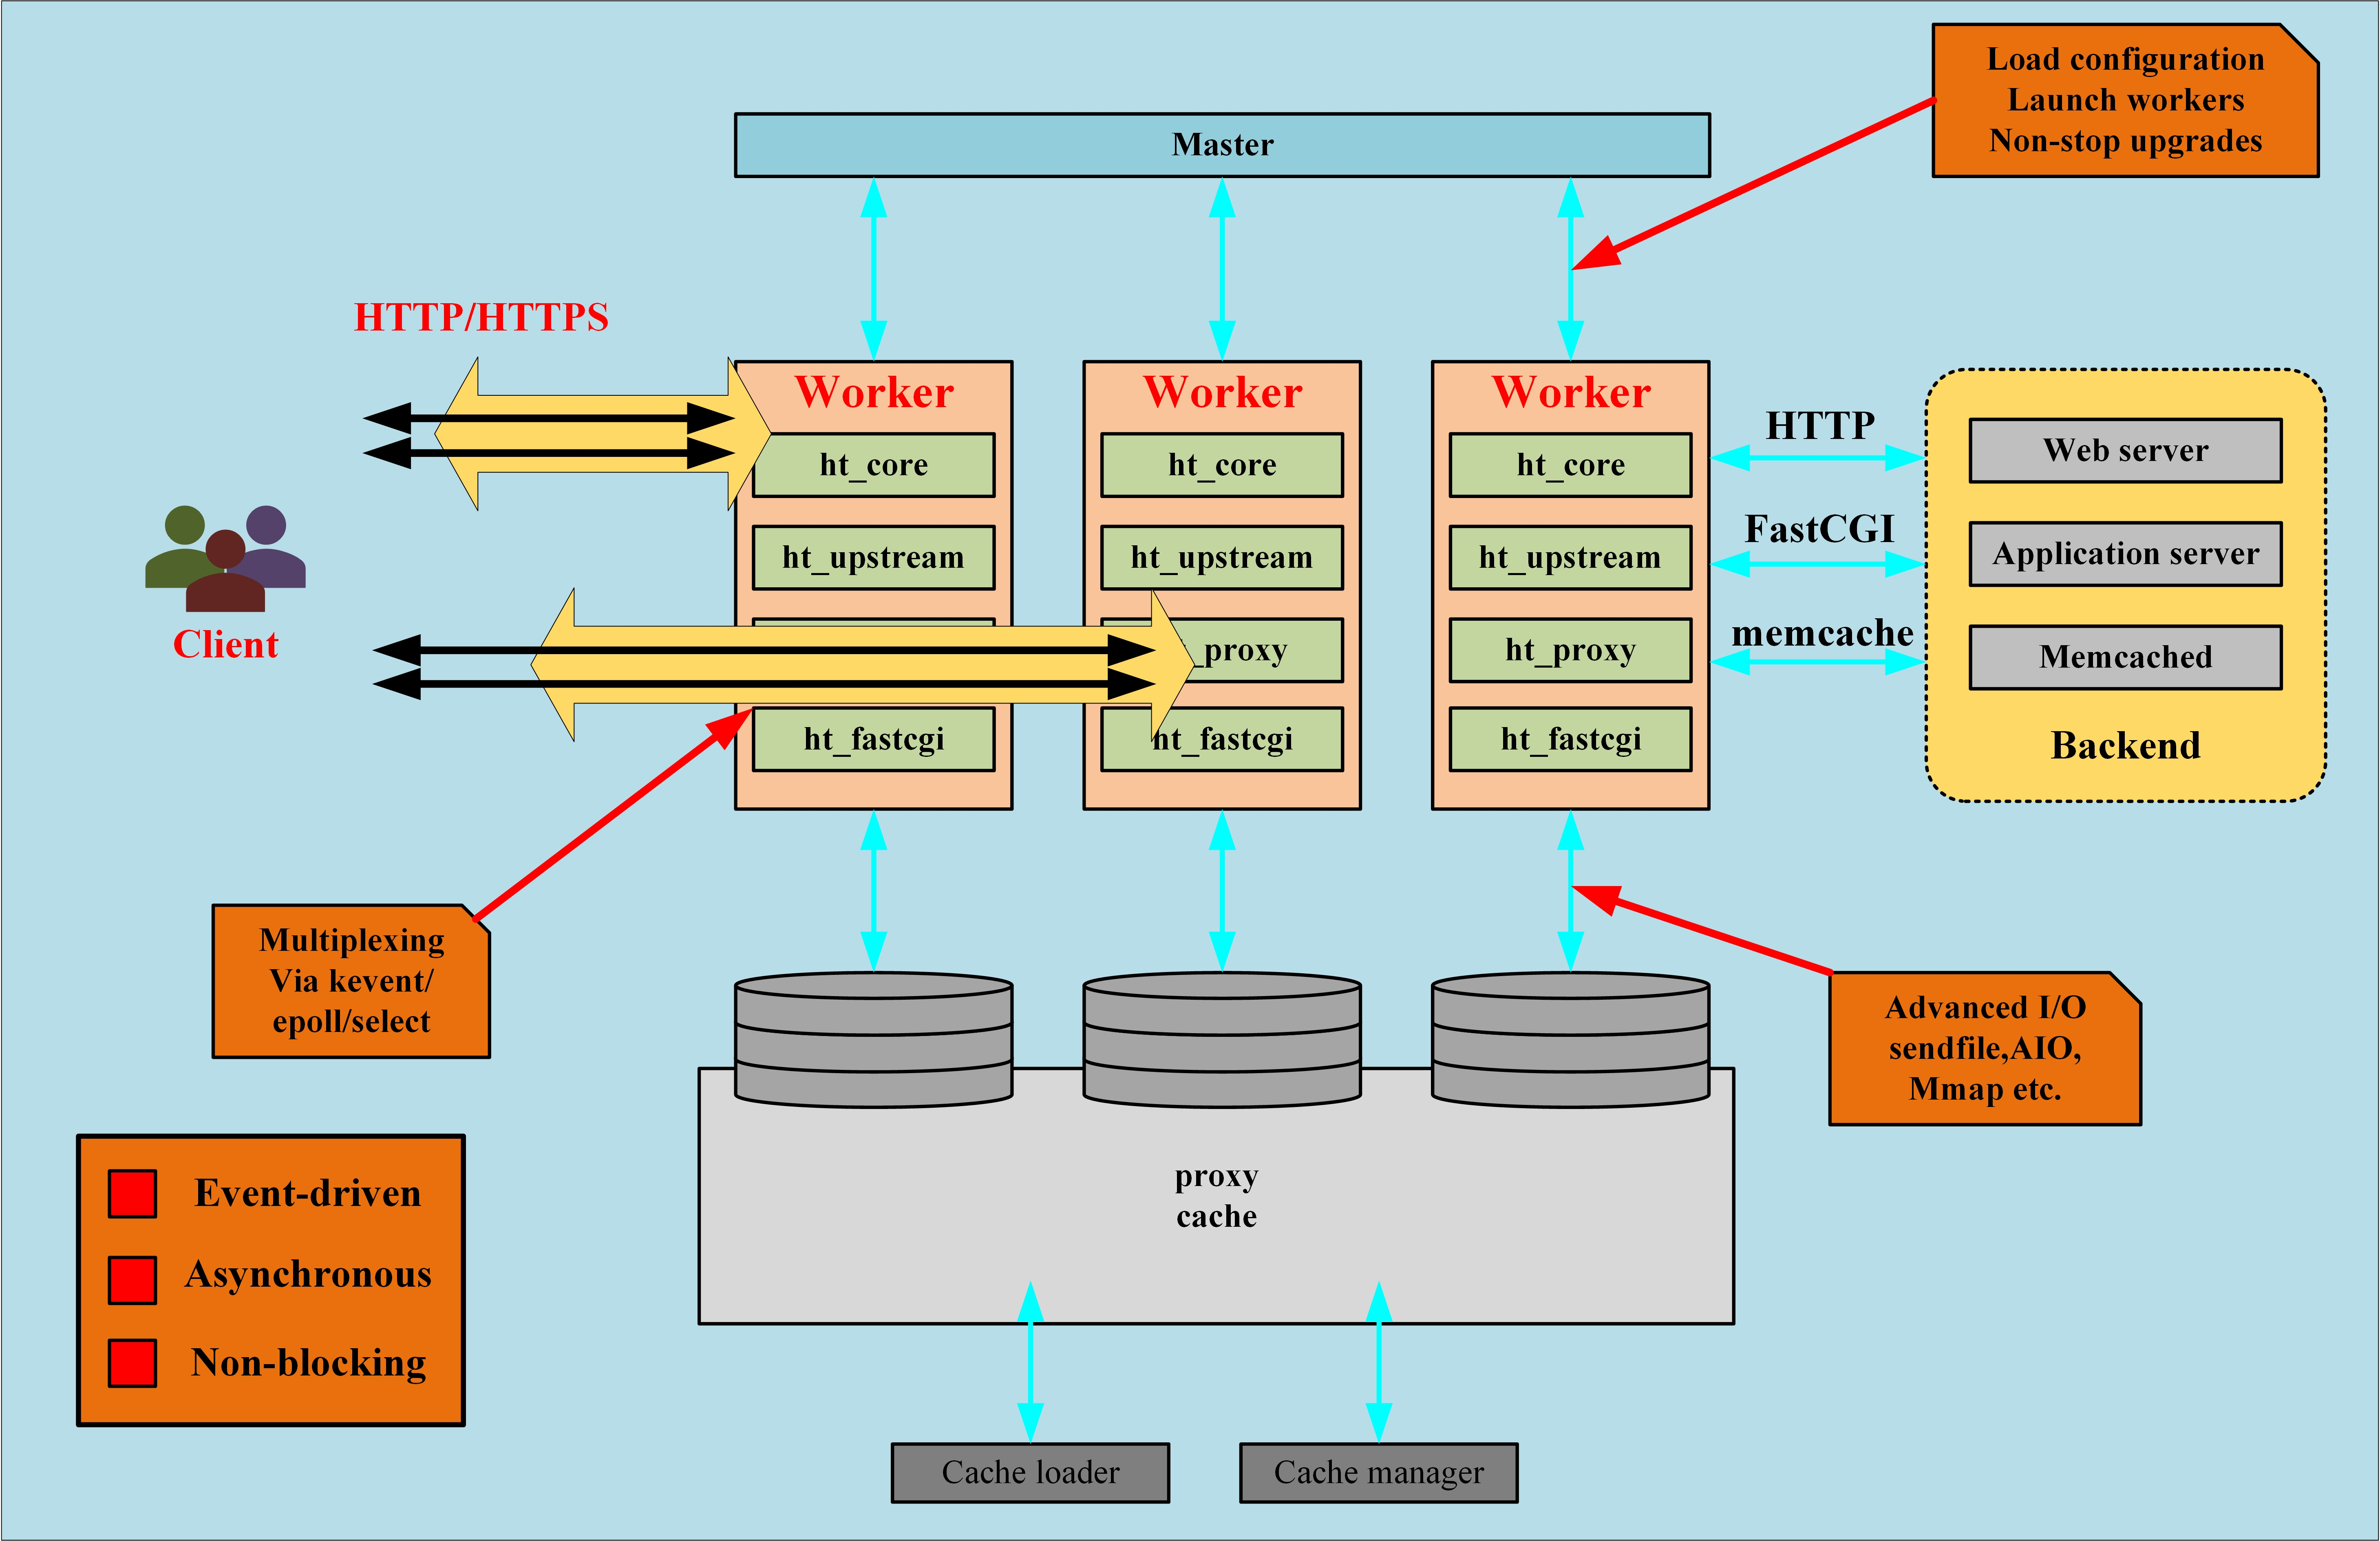 Load configuration
Launch workers
Non-stop upgrades
Master
HTTP/HTTPS
Worker
Worker
Worker
ht_core
ht_core
ht_core
HTTP
Web server
ht_upstream
ht_upstream
ht_upstream
FastCGI
Application server
Client
_proxy
ht_proxy
memcache
Memcached
ht_fastcgi
ht_fastcgi
ht_fastcgi
Backend
Multiplexing
Via kevent/
epoll/select
Advanced I/O
sendfile,AIO,
Mmap etc.
proxy
cache
Event-driven
Asynchronous
Non-blocking
Cache loader
Cache manager